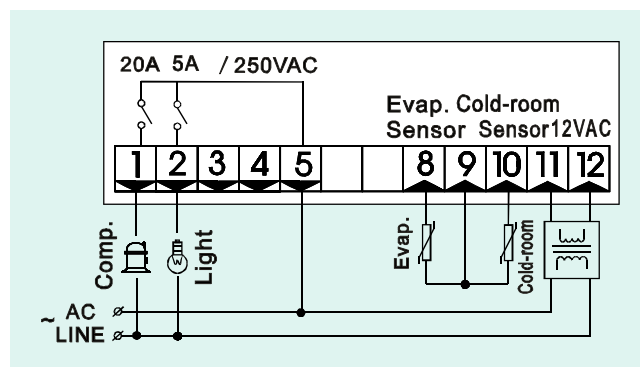 20A 5A / 250VAC
Evap. Cold-room
Sensor Sensor12VAC
1 2 3 4 5 8 9 10 11 12
Comp.
W
Light
Evap.
Cold-room
~ AC
LINE